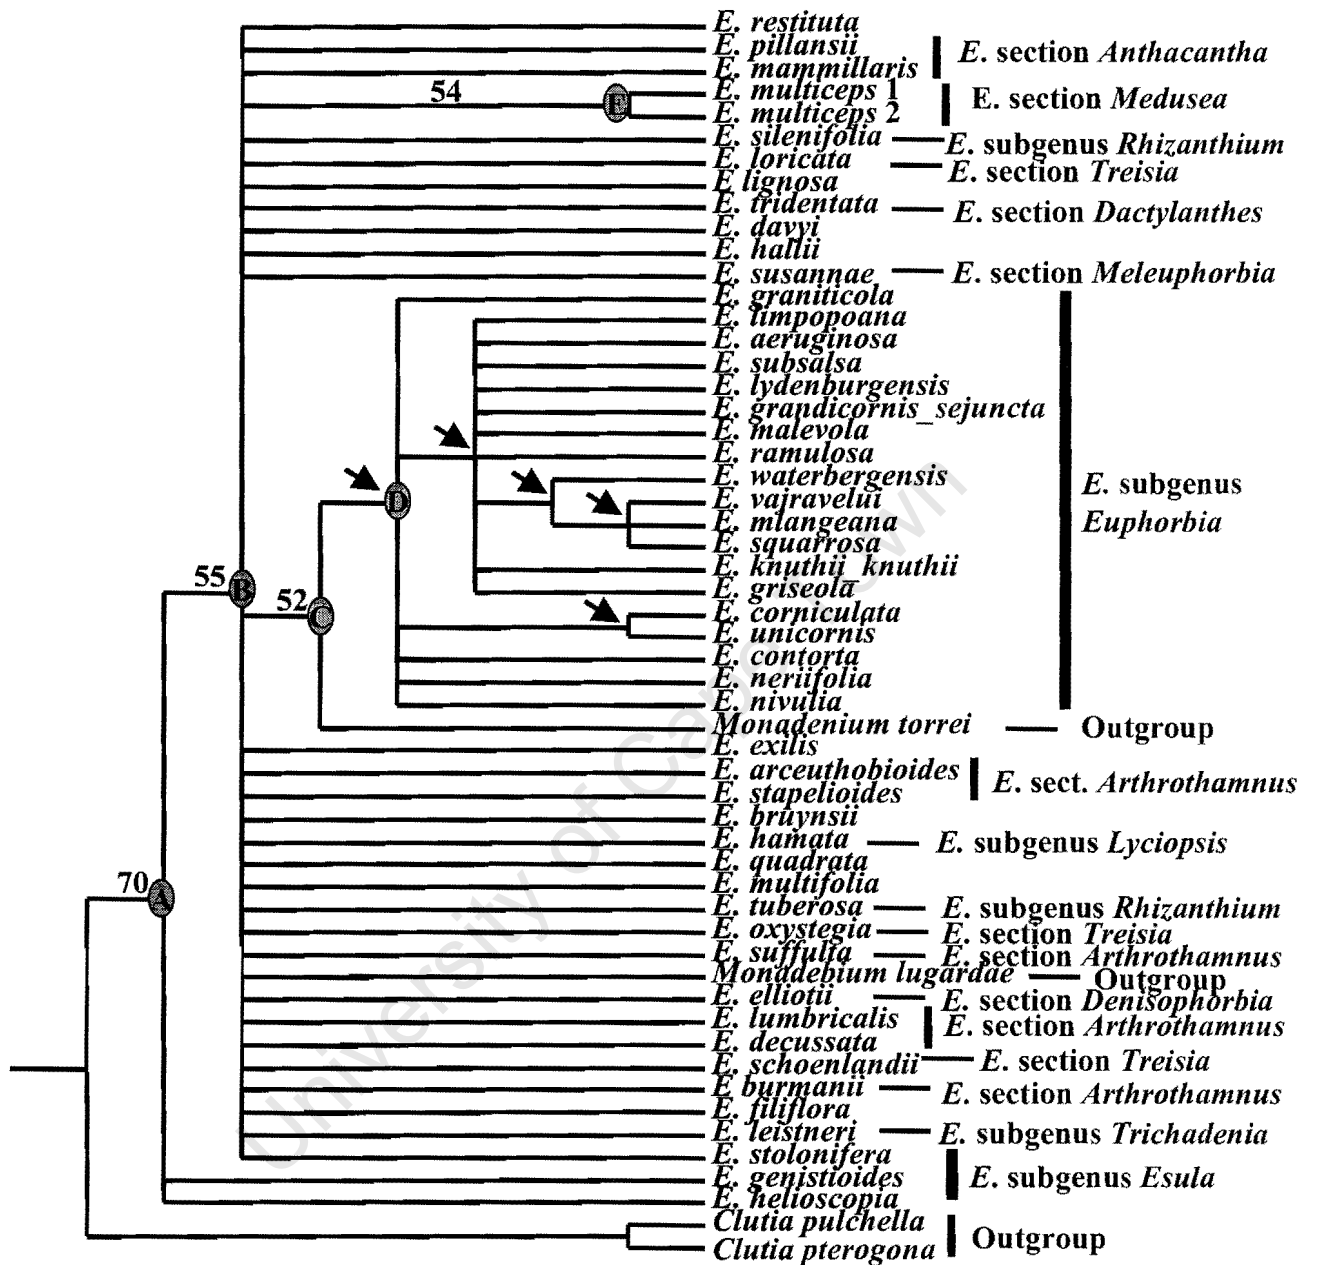 E. restituta
E. pillansii
E. mammillaris
E. section Anthacantha
54
E
E. multiceps 1
E. multiceps 2
E. section Medusea
E. silenifolia
E. subgenus Rhizanthium
E. loricata
E. section Treisia
E lignosa
E. tridentata
E. section Dactylanthes
E. davyi
E. hallii
E. susannae
E. section Meleuphorbia
E. graniticola
E. limpopoana
E. aeruginosa
E. subsalsa
E. lydenburgensis
E. grandicornis_sejuncta
E. malevola
E. ramulosa
E. waterbergensis
E. vajravelui
E. mlangeana
E. squarrosa
E. knuthii_knuthii
E. griseola
E. corniculata
E. unicornis
E. contorta
E. neriifolia
E. nivulia
E. subgenus
Euphorbia
D
55 B
52 C
Monadenium torrei
Outgroup
E. exilis
E. arceuthobioides
E. stapelioides
E. sect. Arthrothamnus
E. bruynsii
E. hamata
E. subgenus Lyciopsis
E. quadrata
E. multifolia
70 A
E. tuberosa
E. subgenus Rhizanthium
E. oxystegia
E. section Treisia
E. suffulta
E. section Arthrothamnus
Monadebium lugardae
Outgroup
E. elliotii
E. section Denisophorbia
E. lumbricalis
E. decussata
E. section Arthrothamnus
E. schoenlandii
E. section Treisia
E burmanii
E. section Arthrothamnus
E. filiflora
E. leistneri
E. subgenus Trichadenia
E. stolonifera
E. genistioides
E. helioscopia
E. subgenus Esula
Clutia pulchella
Clutia pterogona
Outgroup
University of Cape Town